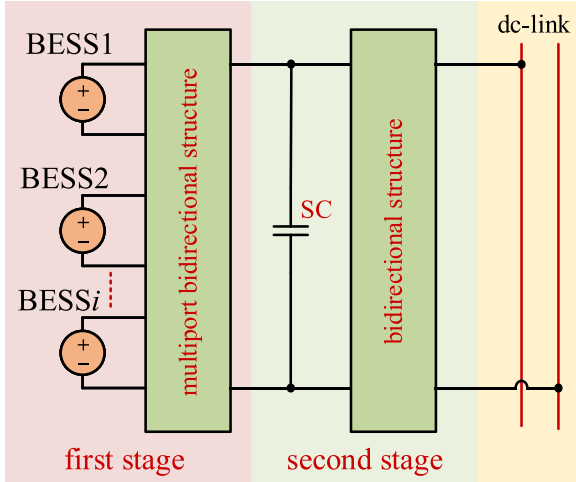 dc-link
BESS1
+
−
BESS2
+
−
BESSi
+
−
multiport bidirectional structure
SC
bidirectional structure
first stage
second stage